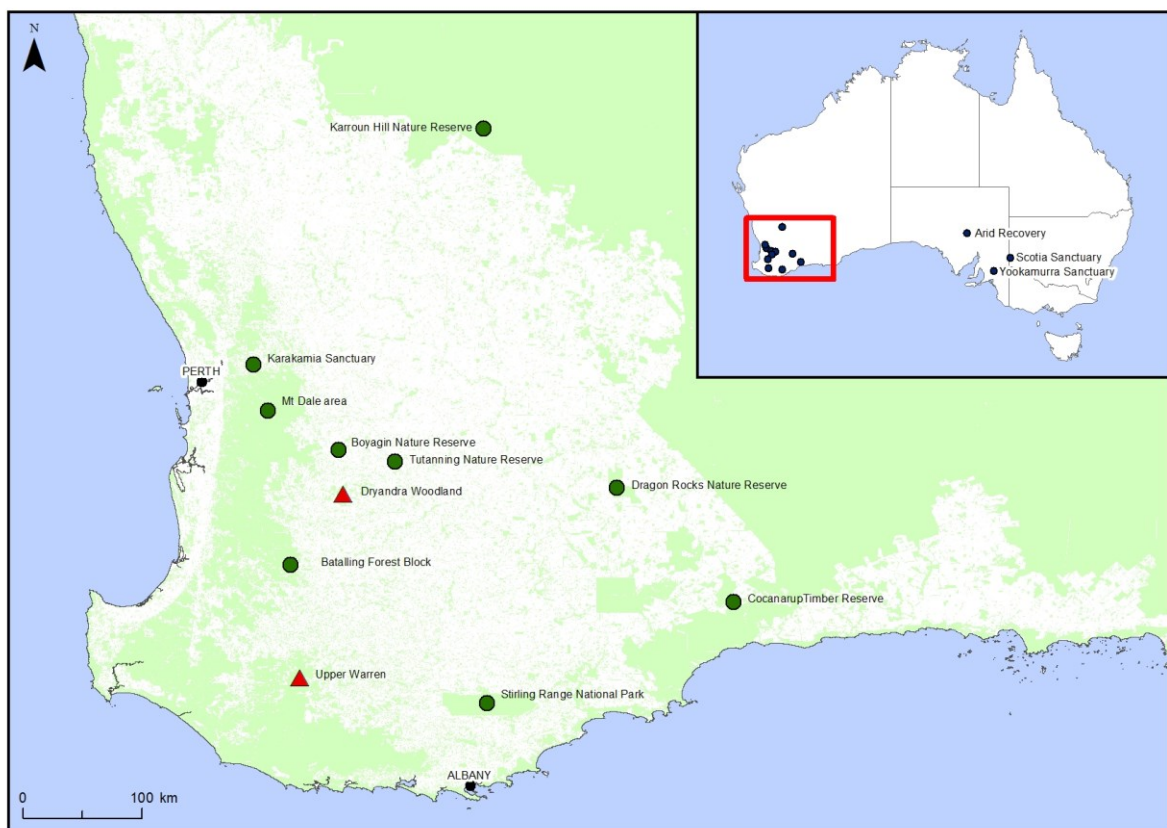 N
Karroun Hill Nature Reserve
Arid Recovery
Scotia Sanctuary
Yookamurra Sanctuary
Karakamia Sanctuary
PERTH
Mt Dale area
Boyagin Nature Reserve
Tutanning Nature Reserve
Dryandra Woodland
Dragon Rocks Nature Reserve
Batalling Forest Block
CocanarupTimber Reserve
Upper Warren
Stirling Range National Park
ALBANY
0 100 km